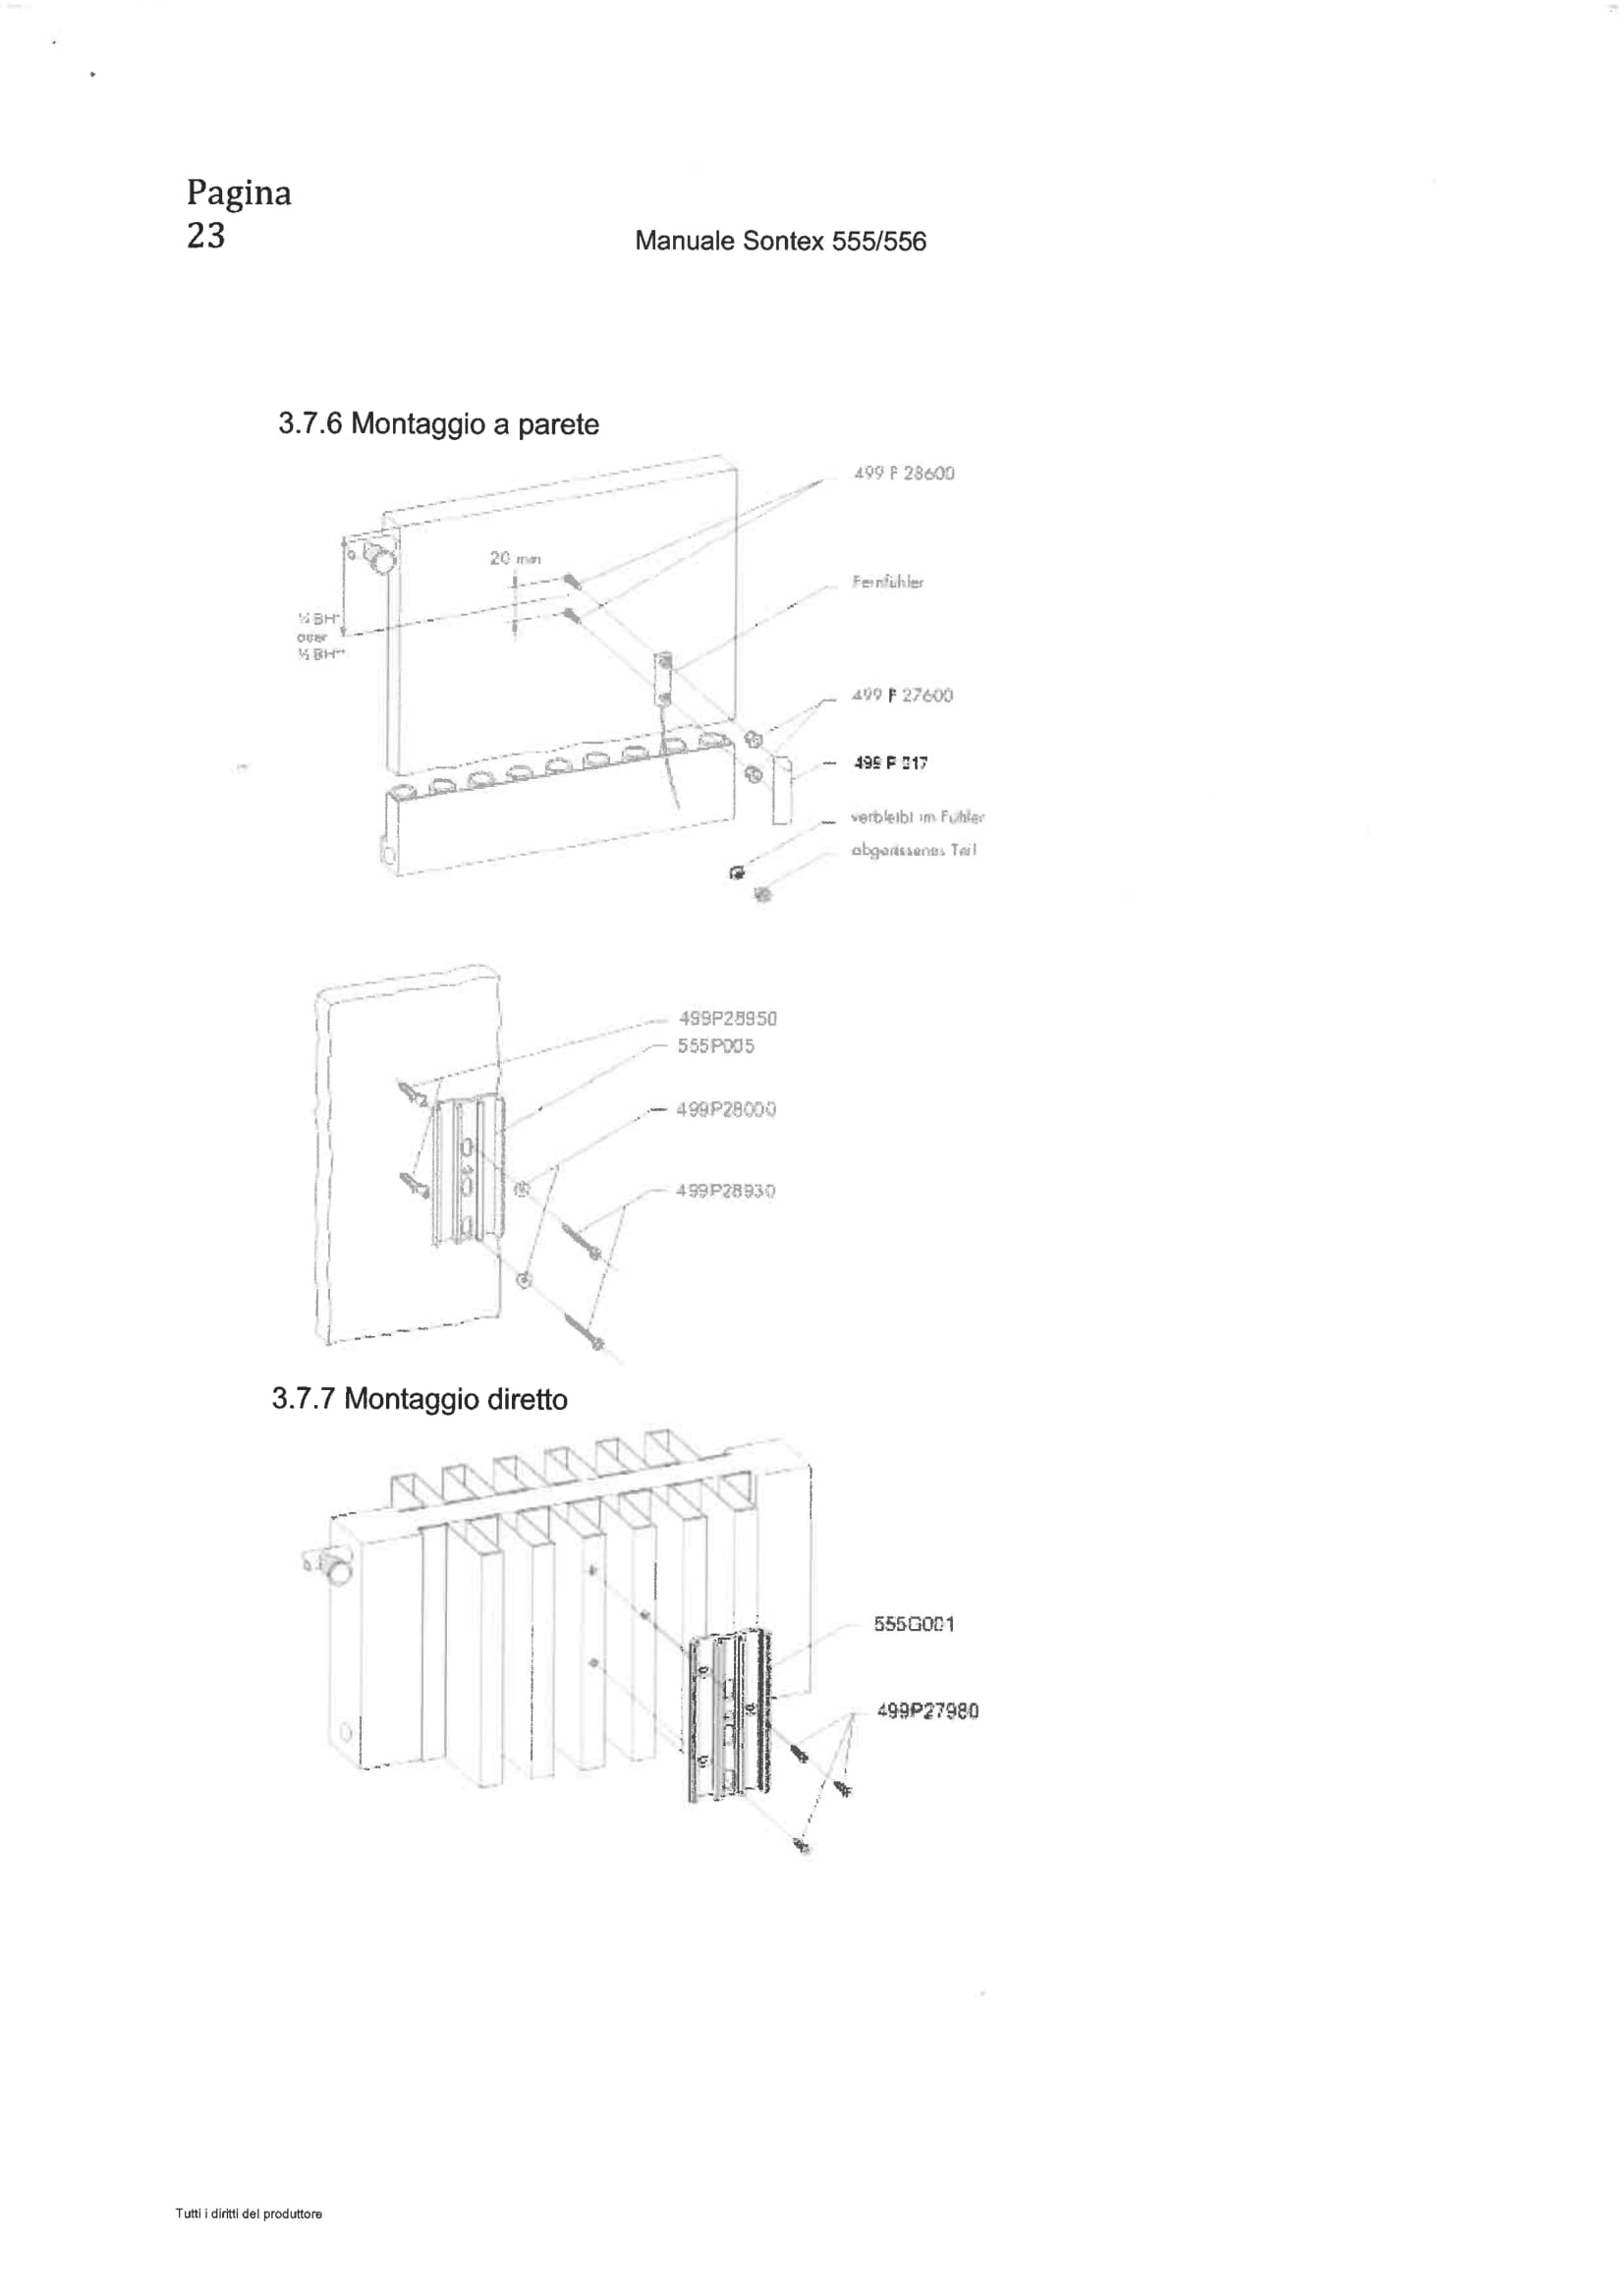 Pagina
23
Manuale Sontex 555/556
3.7.6 Montaggio a parete
499 P 28600
20 mm
Fernfühler
¼ BH*
oder
½ BH**
499 P 27600
499 P
verbleibt im Fühler
abgerissenes Teil
499P28950
555P005
499P28000
499P28930
3.7.7 Montaggio diretto
555G001
499P27980
Tutti i diritti del produttore